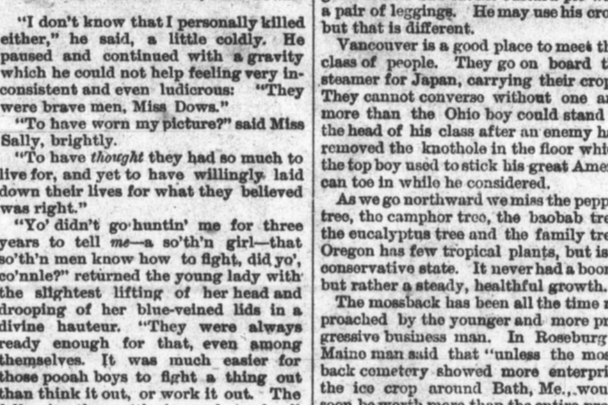 "I don't know that I personally killed
either," he said, a little coldly. He
paused and continued with a gravity
which he could not help feeling very in-
consistent and even ludicrous: "They
were brave men, Miss Dows."
"To have worn my picture?" said Miss
Sally, brightly.
"To have thought they had so much to
live for, and yet to have willingly laid
down their lives for what they believed
was right."
"Yo' didn't go huntin' me for three
years to tell me—a so'th'n girl—that
so'th'n men know how to fight, did yo',
co'nnle?" returned the young lady with
the slightest lifting of her head and
drooping of her blue-veined lids in a
divine hauteur. "They were always
ready enough for that, even among
themselves. It was much easier for
those pooah boys to fight a thing out
than think it out, or work it out. The
a pair of leggings. He may use his cro
but that is different.
Vancouver is a good place to meet th
class of people. They go on board t
steamer for Japan, carrying their crop
They cannot converse without one a
more than the Ohio boy could stand
the head of his class after an enemy h
removed the knothole in the floor whi
the top boy used to stick his great Amer
can toe in while he considered.
As we go northward we miss the pepp
tree, the camphor tree, the baobab tre
the eucalyptus tree and the family tre
Oregon has few tropical plants, but is
conservative state. It never had a boom
but rather a steady, healthful growth.
The mossback has been all the time
proached by the younger and more pr
gressive business man. In Roseburg
Maine man said that "unless the mos
back cemetery showed more enterpri
the ice crop around Bath, Me., wou
soon be worth more than the entire